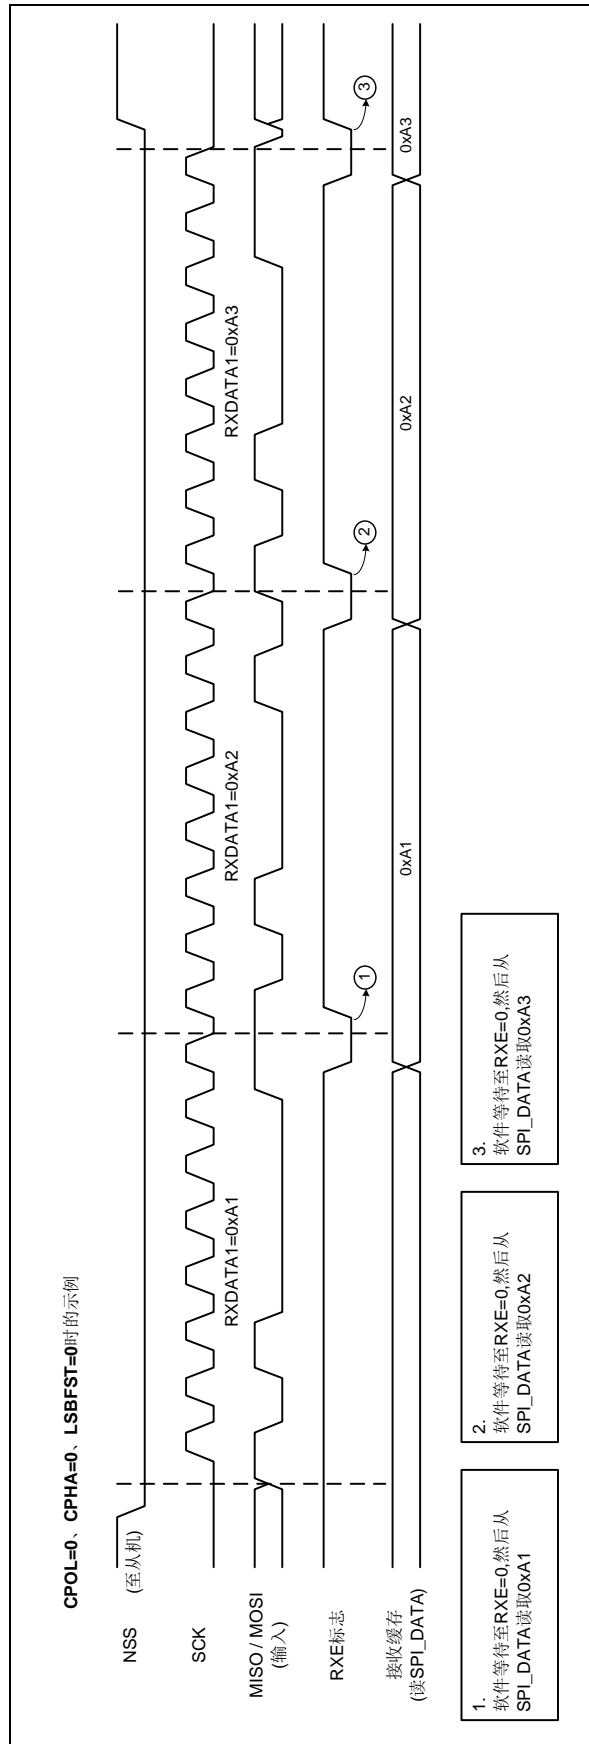 CPOL=0、CPHA=0、LSBFST=0时的示例
NSS
(至从机)
SCK
RXDATA1=0xA1
RXDATA1=0xA2
RXDATA1=0xA3
MISO / MOSI
(输入)
RXE标志
1
2
3
接收缓存
(读SPI_DATA)
0xA1
0xA2
0xA3
1.
软件等待至RXE=0,然后从
SPI_DATA读取0xA1
2.
软件等待至RXE=0,然后从
SPI_DATA读取0xA2
3.
软件等待至RXE=0,然后从
SPI_DATA读取0xA3